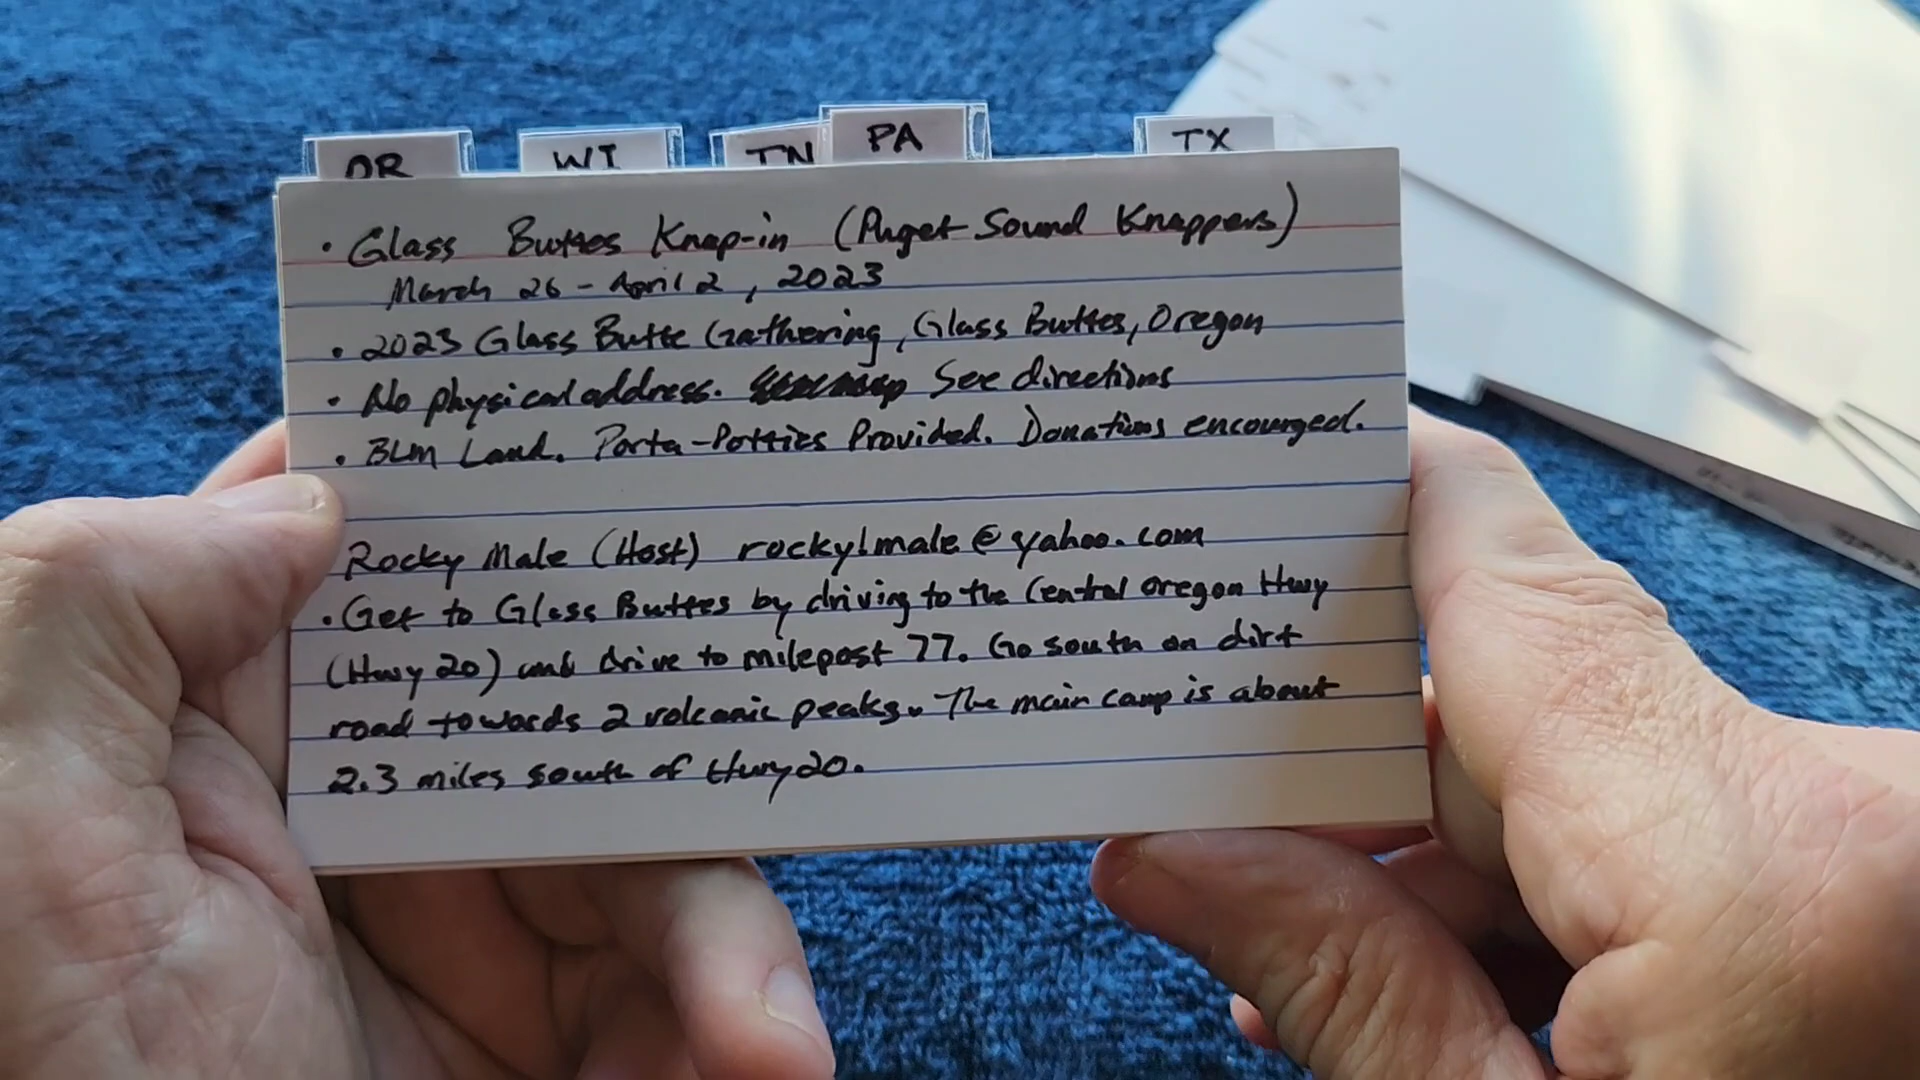 OR WI TN PA TX
• Glass Buttes Knap-in (Puget Sound Knappers)
March 26 - April 2, 2023
• 2023 Glass Butte Gathering, Glass Buttes, Oregon
• No physical address. See directions
• BLM Land. Porta-Potties Provided. Donations encouraged.
Rocky Male (Host) rockylmale@yahoo.com
• Get to Glass Buttes by driving to the Central Oregon Hwy
(Hwy 20) and drive to milepost 77. Go south on dirt
road towards 2 volcanic peaks. The main camp is about
2.3 miles south of Hwy 20.